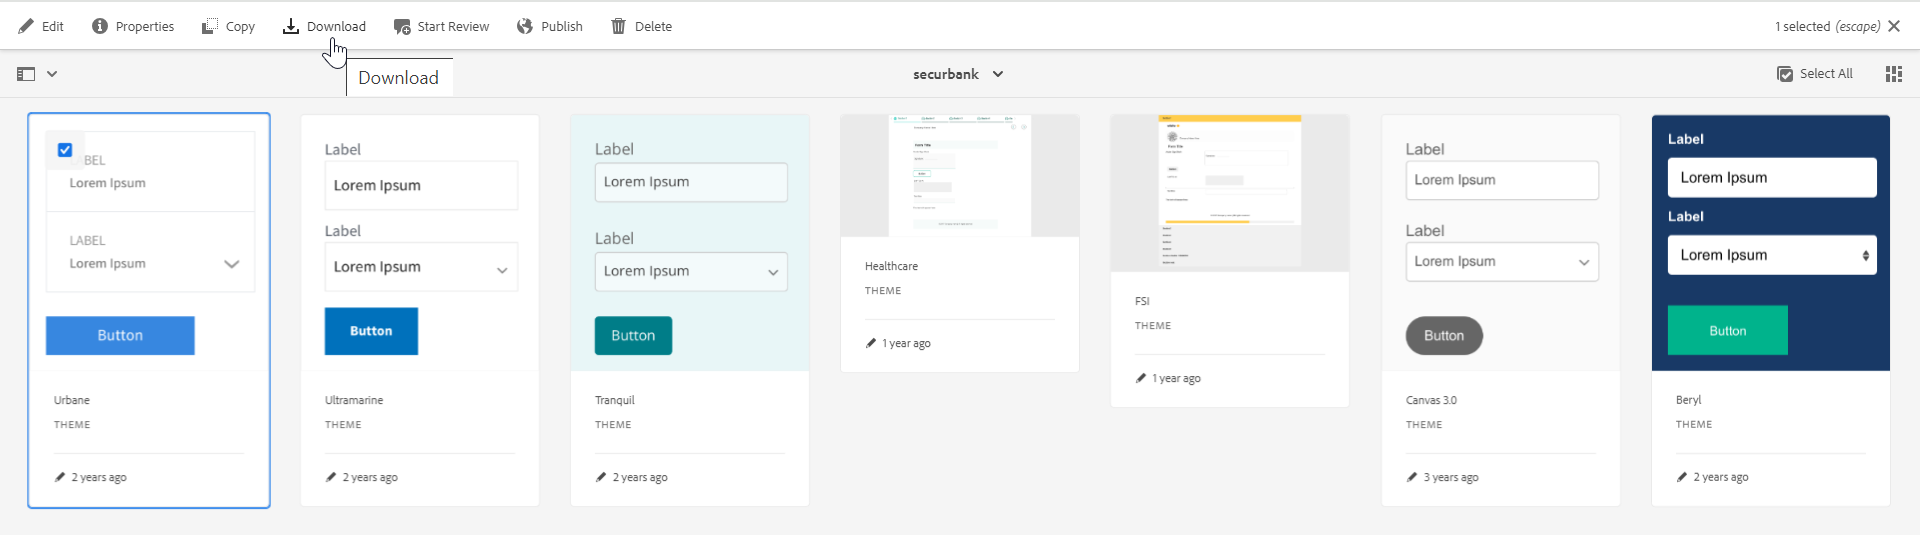 Edit Properties Copy Download Start Review Publish Delete 1 selected (escape)
Download
securbank Select All
LABEL
Lorem Ipsum
LABEL
Lorem Ipsum
Button
Urbane
THEME
2 years ago
Label
Lorem Ipsum
Label
Lorem Ipsum
Button
Ultramarine
THEME
2 years ago
Label
Lorem Ipsum
Label
Lorem Ipsum
Button
Tranquil
THEME
2 years ago
Healthcare
THEME
1 year ago
FSI
THEME
1 year ago
Label
Lorem Ipsum
Label
Lorem Ipsum
Button
Canvas 3.0
THEME
3 years ago
Label
Lorem Ipsum
Label
Lorem Ipsum
Button
Beryl
THEME
2 years ago